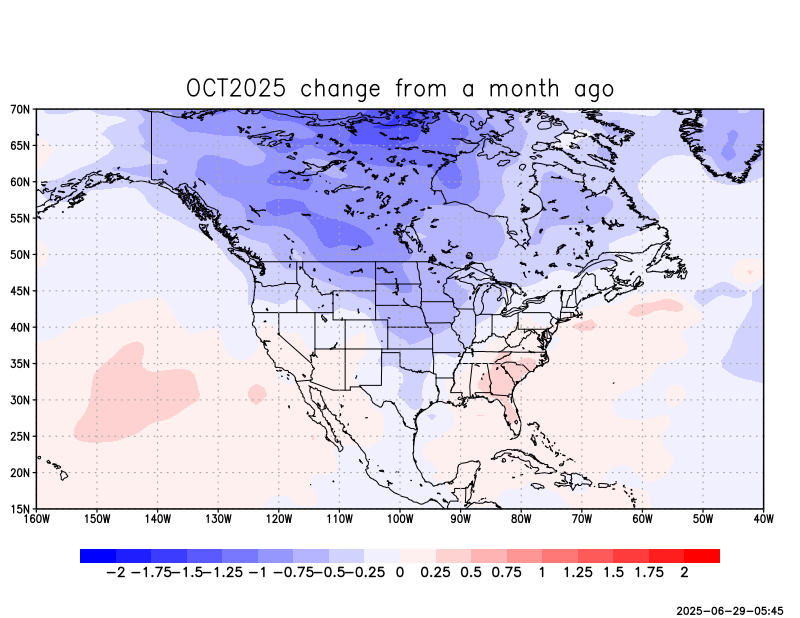 OCT2025 change from a month ago
70N
65N
60N
55N
50N
45N
40N
35N
30N
25N
20N
15N
160W 150W 140W 130W 120W 110W 100W 90W 80W 70W 60W 50W 40W
−2 −1.75 −1.5 −1.25 −1 −0.75 −0.5 −0.25 0 0.25 0.5 0.75 1 1.25 1.5 1.75 2
2025−06−29−05:45